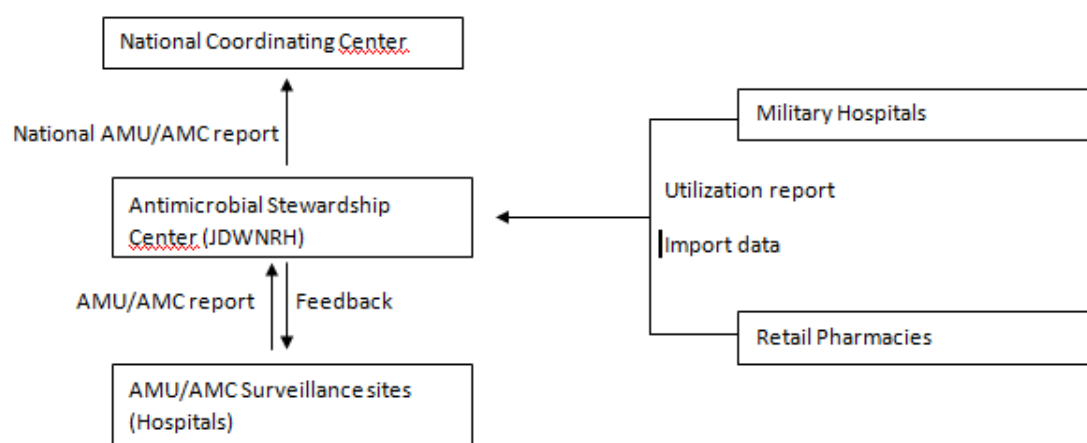 National Coordinating Center
Military Hospitals
National AMU/AMC report
Utilization report
Antimicrobial Stewardship
Center (JDWNRH)
Import data
AMU/AMC report
Feedback
Retail Pharmacies
AMU/AMC Surveillance sites
(Hospitals)